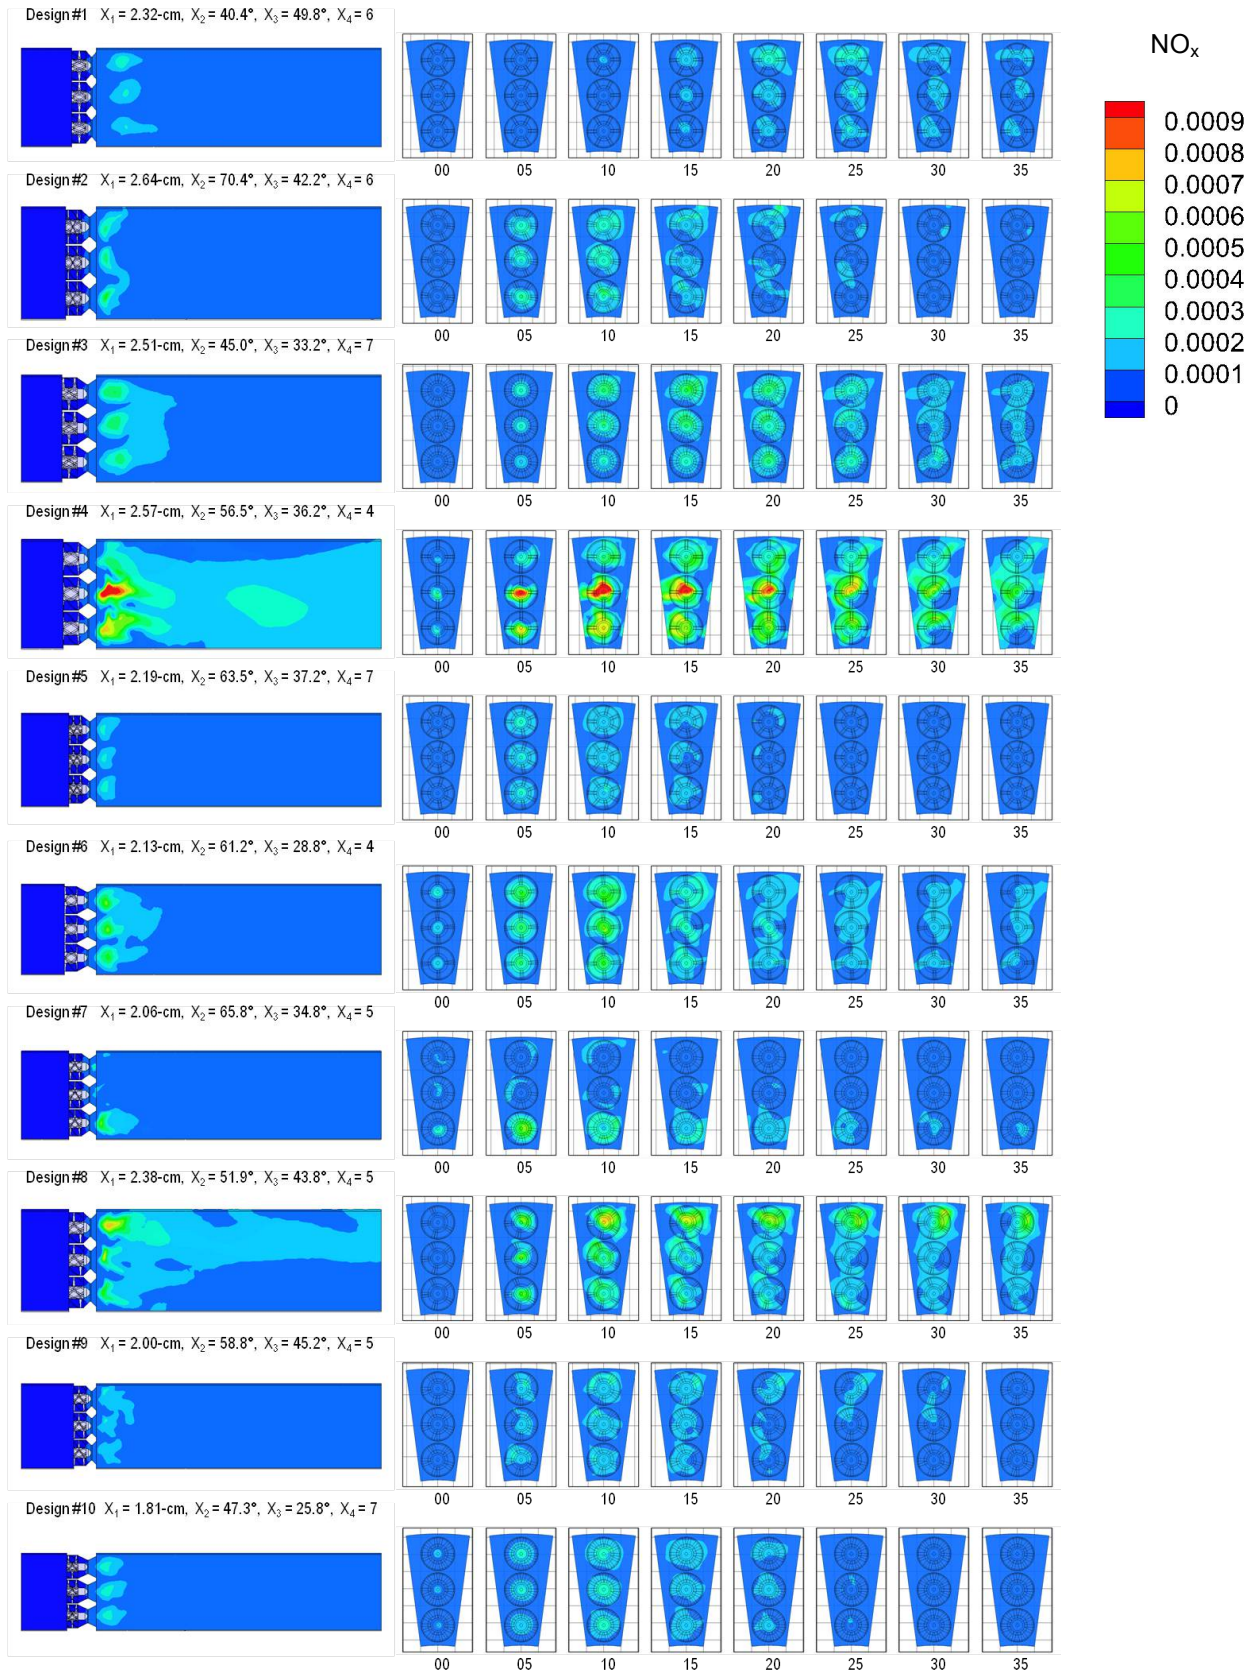 Design #1 X₁ = 2.32-cm, X₂ = 40.4°, X₃ = 49.8°, X₄ = 6
00 05 10 15 20 25 30 35
Design #2 X₁ = 2.64-cm, X₂ = 70.4°, X₃ = 42.2°, X₄ = 6
00 05 10 15 20 25 30 35
Design #3 X₁ = 2.51-cm, X₂ = 45.0°, X₃ = 33.2°, X₄ = 7
00 05 10 15 20 25 30 35
Design #4 X₁ = 2.57-cm, X₂ = 56.5°, X₃ = 36.2°, X₄ = 4
00 05 10 15 20 25 30 35
Design #5 X₁ = 2.19-cm, X₂ = 63.5°, X₃ = 37.2°, X₄ = 7
00 05 10 15 20 25 30 35
Design #6 X₁ = 2.13-cm, X₂ = 61.2°, X₃ = 28.8°, X₄ = 4
00 05 10 15 20 25 30 35
Design #7 X₁ = 2.06-cm, X₂ = 65.8°, X₃ = 34.8°, X₄ = 5
00 05 10 15 20 25 30 35
Design #8 X₁ = 2.38-cm, X₂ = 51.9°, X₃ = 43.8°, X₄ = 5
00 05 10 15 20 25 30 35
Design #9 X₁ = 2.00-cm, X₂ = 58.8°, X₃ = 45.2°, X₄ = 5
00 05 10 15 20 25 30 35
Design #10 X₁ = 1.81-cm, X₂ = 47.3°, X₃ = 25.8°, X₄ = 7
00 05 10 15 20 25 30 35
NOₓ
0.0009
0.0008
0.0007
0.0006
0.0005
0.0004
0.0003
0.0002
0.0001
0